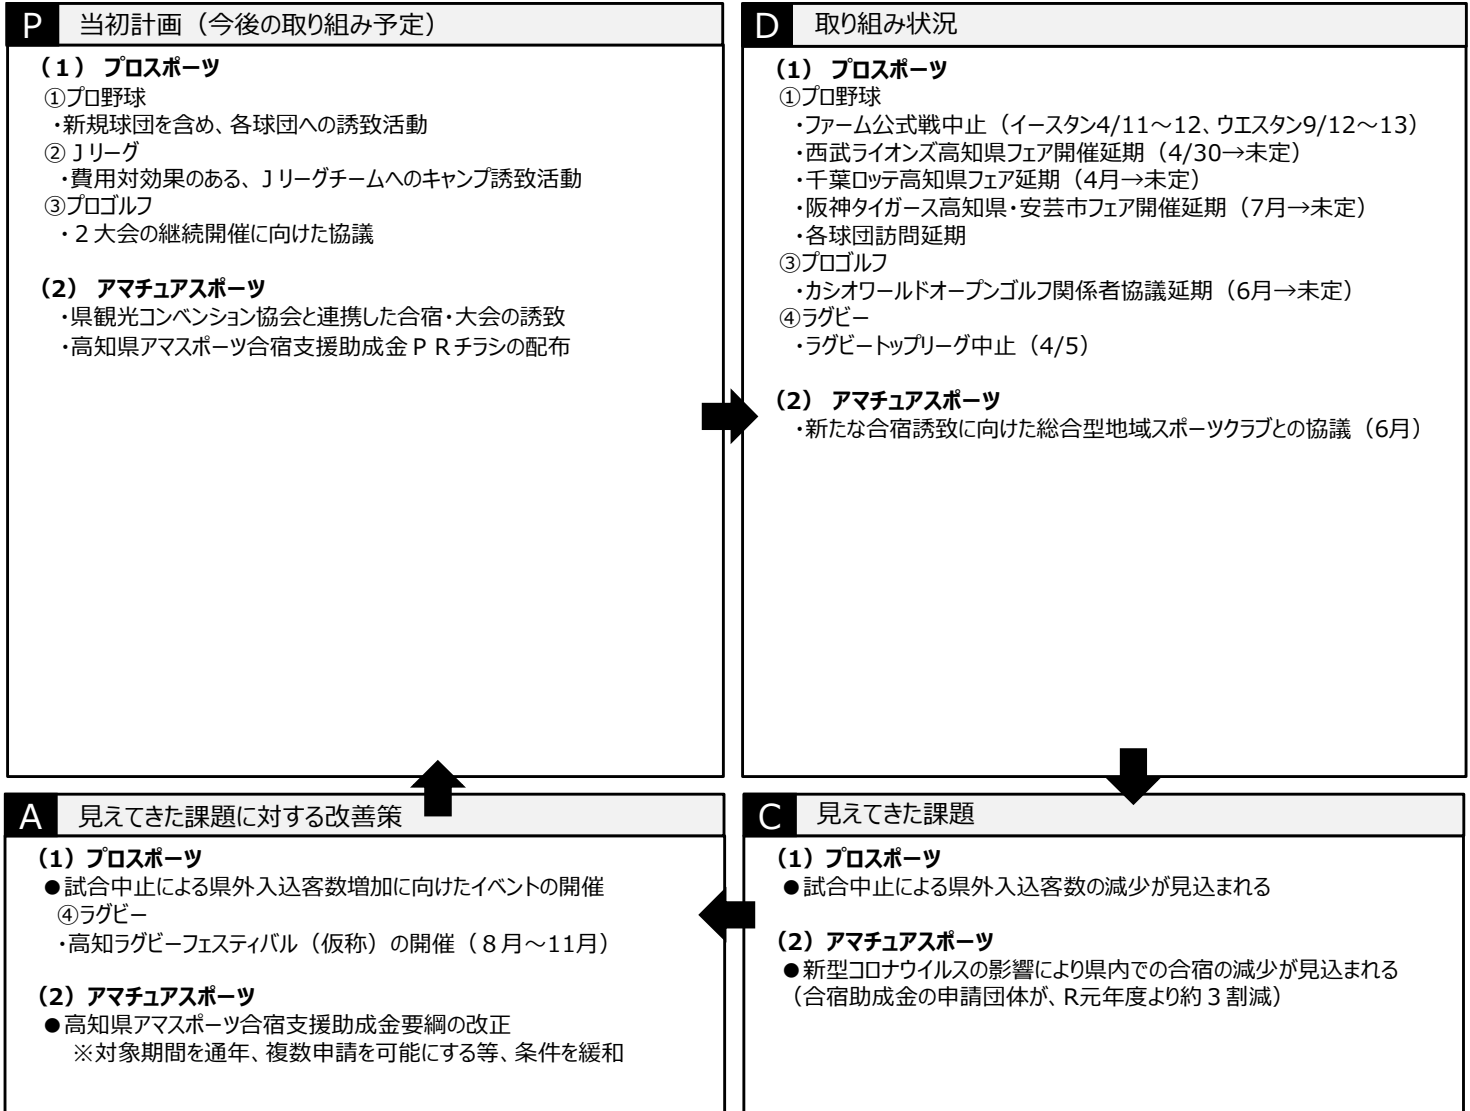 P 当初計画（今後の取り組み予定）
（１） プロスポーツ
①プロ野球
・新規球団を含め、各球団への誘致活動
②Ｊリーグ
・費用対効果のある、Ｊリーグチームへのキャンプ誘致活動
③プロゴルフ
・２大会の継続開催に向けた協議
（2） アマチュアスポーツ
・県観光コンベンション協会と連携した合宿・大会の誘致
・高知県アマスポーツ合宿支援助成金ＰＲチラシの配布
D 取り組み状況
（1） プロスポーツ
①プロ野球
・ファーム公式戦中止（イースタン4/11～12、ウエスタン9/12～13）
・西武ライオンズ高知県フェア開催延期（4/30→未定）
・千葉ロッテ高知県フェア延期（4月→未定）
・阪神タイガース高知県・安芸市フェア開催延期（7月→未定）
・各球団訪問延期
③プロゴルフ
・カシオワールドオープンゴルフ関係者協議延期（6月→未定）
④ラグビー
・ラグビートップリーグ中止（4/5）
（2） アマチュアスポーツ
・新たな合宿誘致に向けた総合型地域スポーツクラブとの協議（6月）
A 見えてきた課題に対する改善策
（1）プロスポーツ
●試合中止による県外入込客数増加に向けたイベントの開催
④ラグビー
・高知ラグビーフェスティバル（仮称）の開催（８月～11月）
（2）アマチュアスポーツ
●高知県アマスポーツ合宿支援助成金要綱の改正
※対象期間を通年、複数申請を可能にする等、条件を緩和
C 見えてきた課題
（1）プロスポーツ
●試合中止による県外入込客数の減少が見込まれる
（2）アマチュアスポーツ
●新型コロナウイルスの影響により県内での合宿の減少が見込まれる
（合宿助成金の申請団体が、R元年度より約３割減）